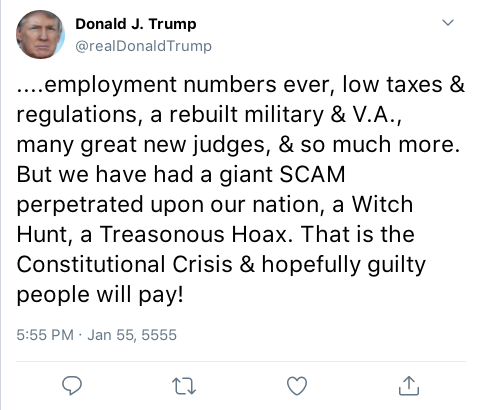 Donald J. Trump
@realDonaldTrump
....employment numbers ever, low taxes &
regulations, a rebuilt military & V.A.,
many great new judges, & so much more.
But we have had a giant SCAM
perpetrated upon our nation, a Witch
Hunt, a Treasonous Hoax. That is the
Constitutional Crisis & hopefully guilty
people will pay!
5:55 PM · Jan 55, 5555